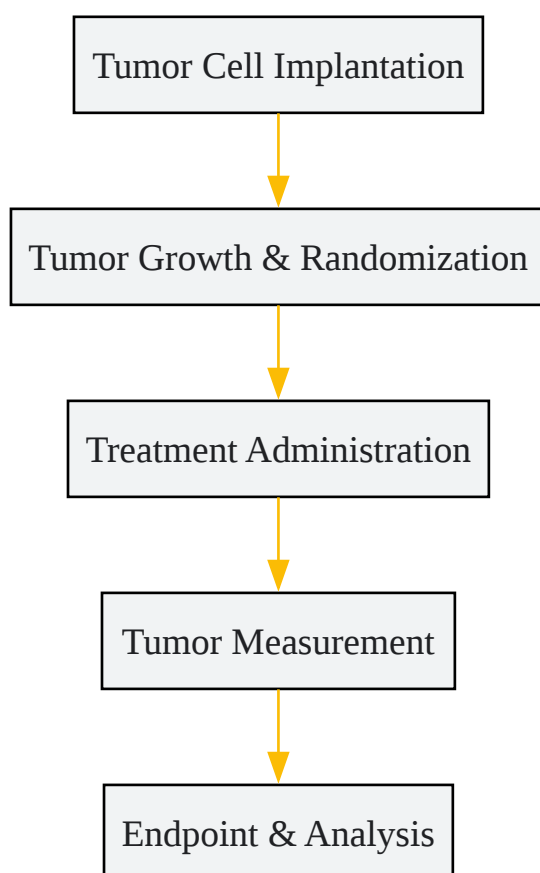 Tumor Cell Implantation
Tumor Growth & Randomization
Treatment Administration
Tumor Measurement
Endpoint & Analysis